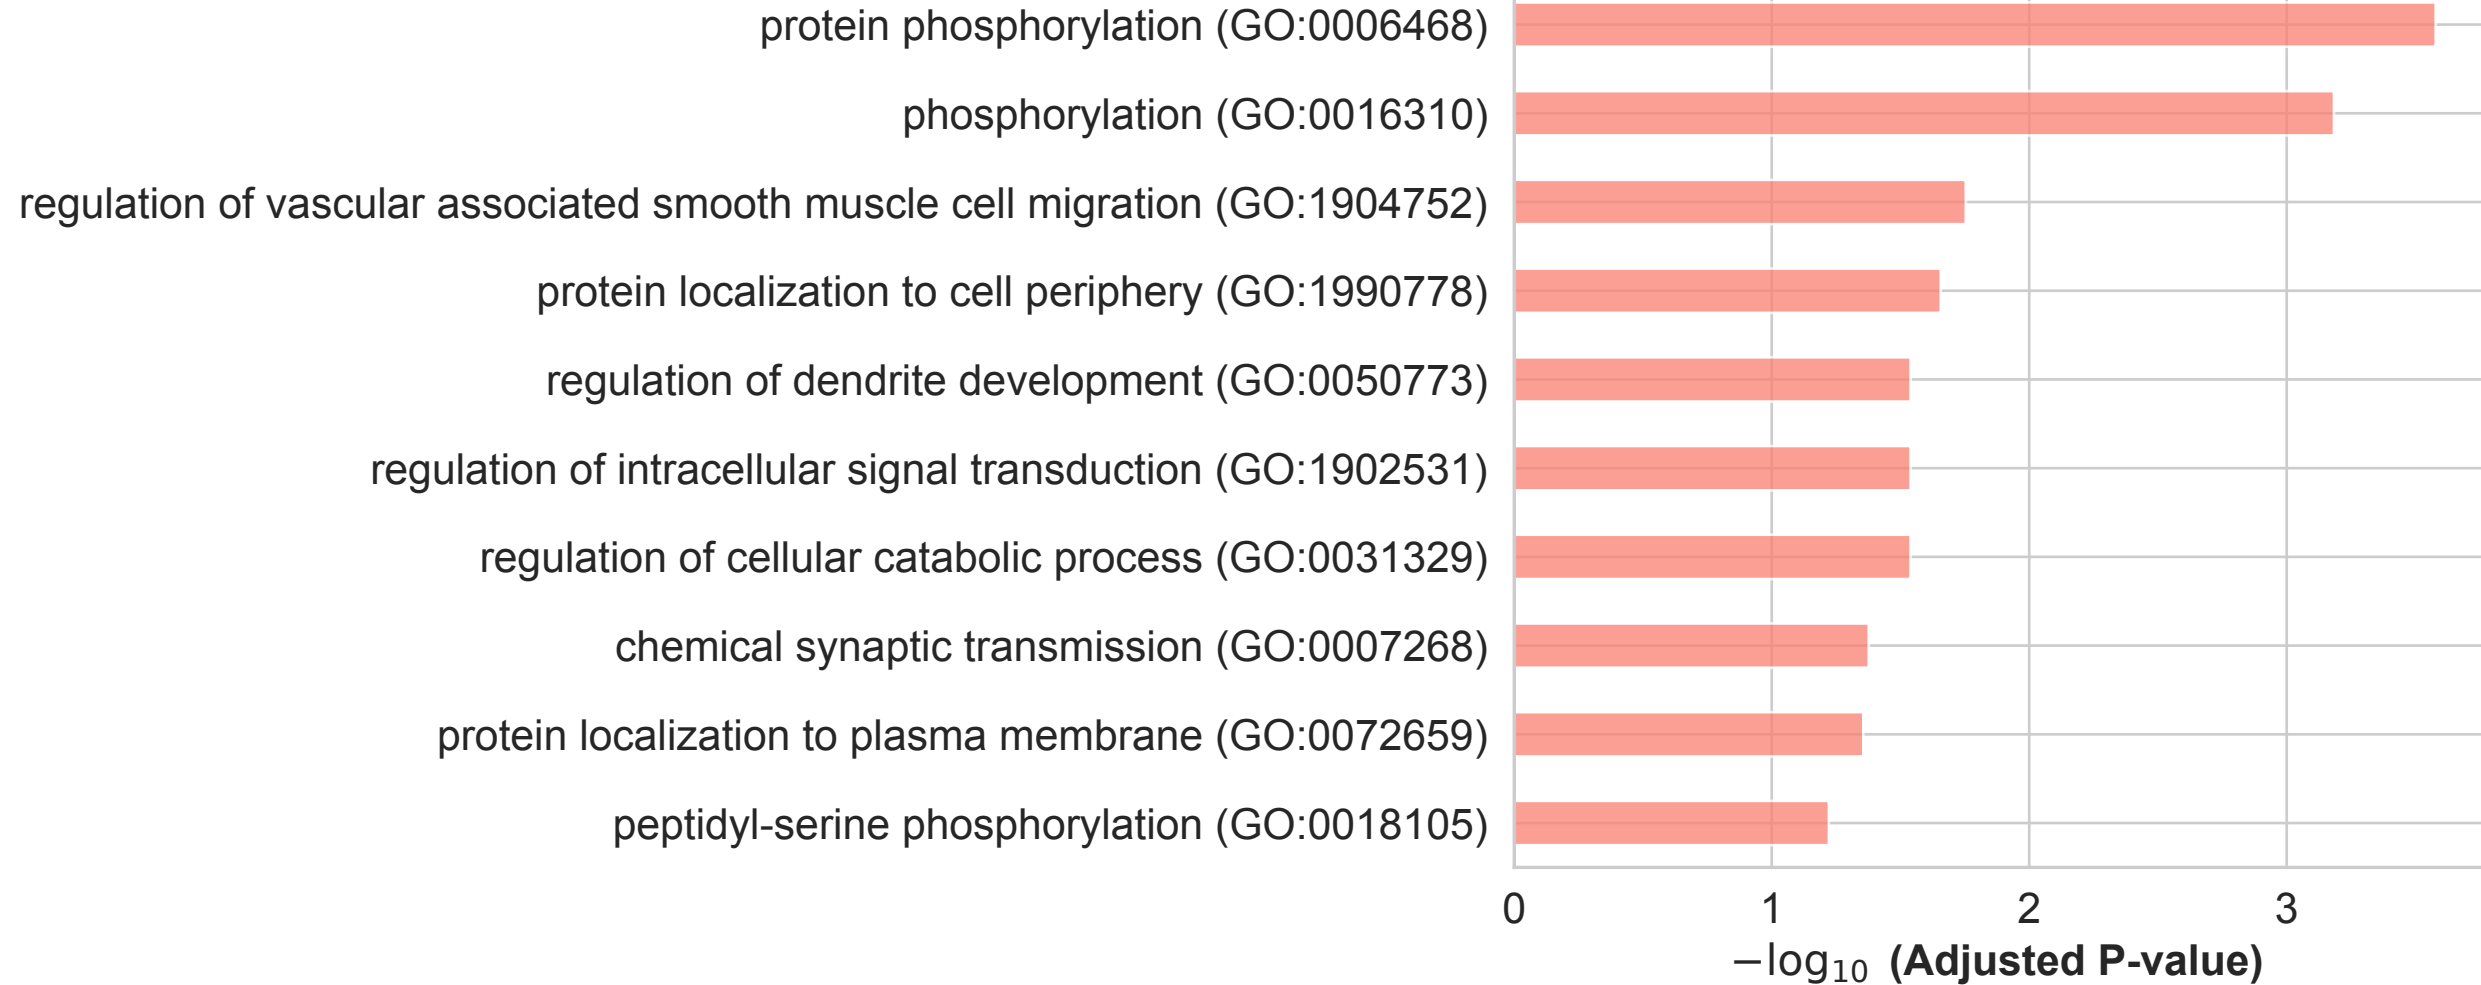 protein phosphorylation (GO:0006468)
phosphorylation (GO:0016310)
regulation of vascular associated smooth muscle cell migration (GO:1904752)
protein localization to cell periphery (GO:1990778)
regulation of dendrite development (GO:0050773)
regulation of intracellular signal transduction (GO:1902531)
regulation of cellular catabolic process (GO:0031329)
chemical synaptic transmission (GO:0007268)
protein localization to plasma membrane (GO:0072659)
peptidyl-serine phosphorylation (GO:0018105)
0 1 2 3
−log₁₀ (Adjusted P-value)